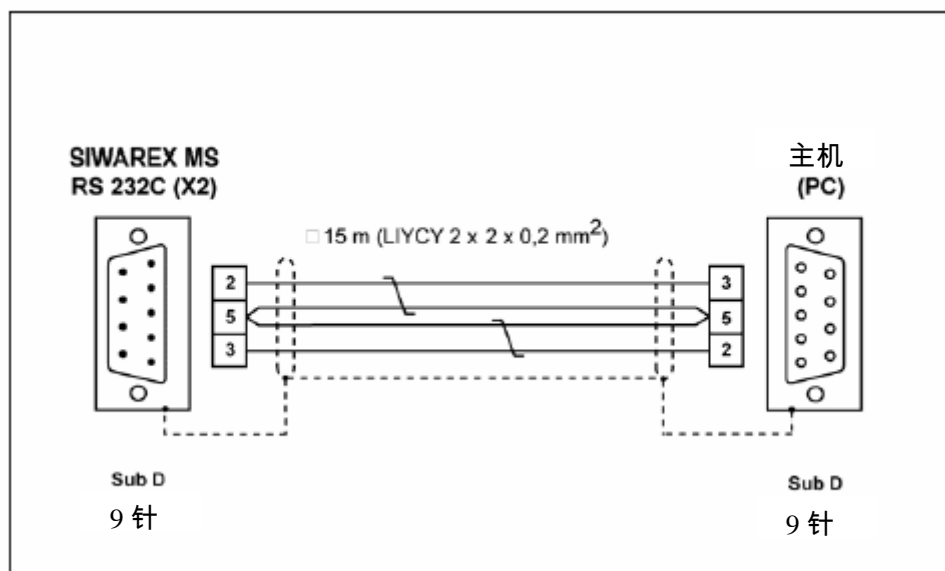 SIWAREX MS
RS 232C (X2)
主机
(PC)
□ 15 m (LIYCY 2 x 2 x 0,2 mm²)
2
3
5
5
3
2
Sub D
9 针
Sub D
9 针